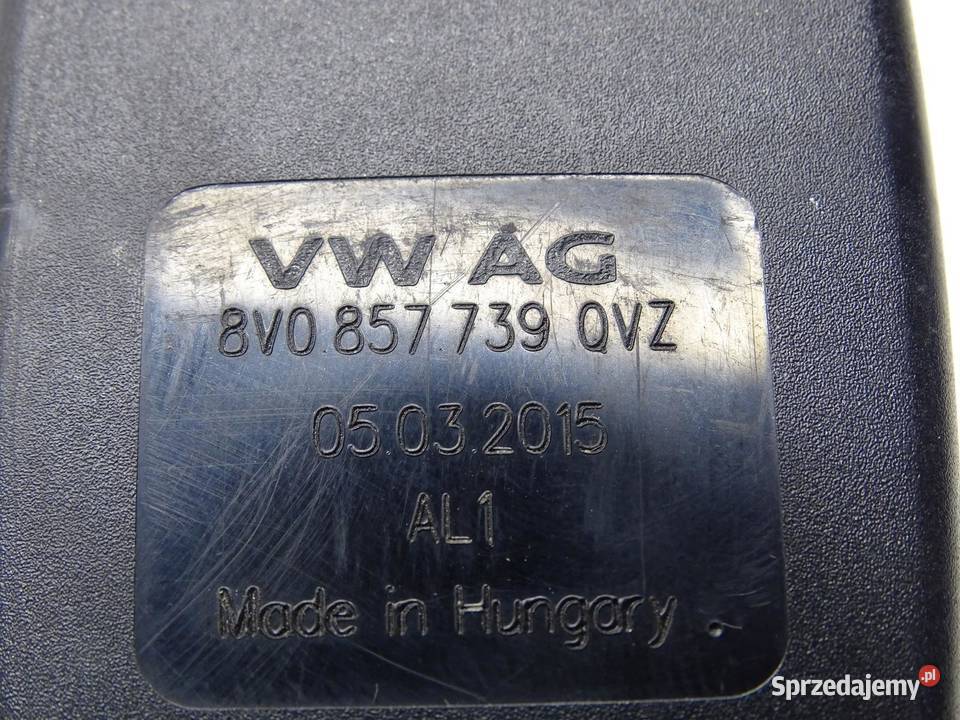 VW AG
8V0 857 739 QVZ
05.03.2015
AL1
Made in Hungary .
Sprzedajemy.pl